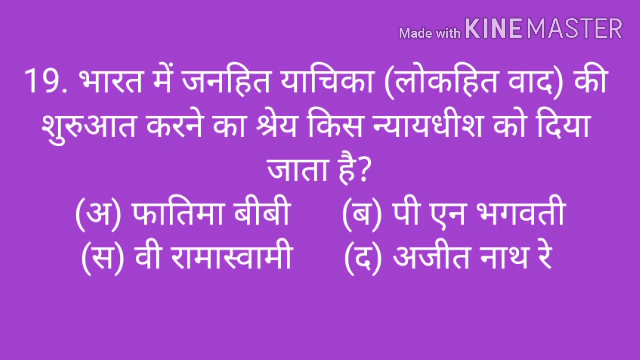 Made with KINEMASTER
19. भारत में जनहित याचिका (लोकहित वाद) की
शुरुआत करने का श्रेय किस न्यायधीश को दिया
जाता है?
(अ) फातिमा बीबी (ब) पी एन भगवती
(स) वी रामास्वामी (द) अजीत नाथ रे